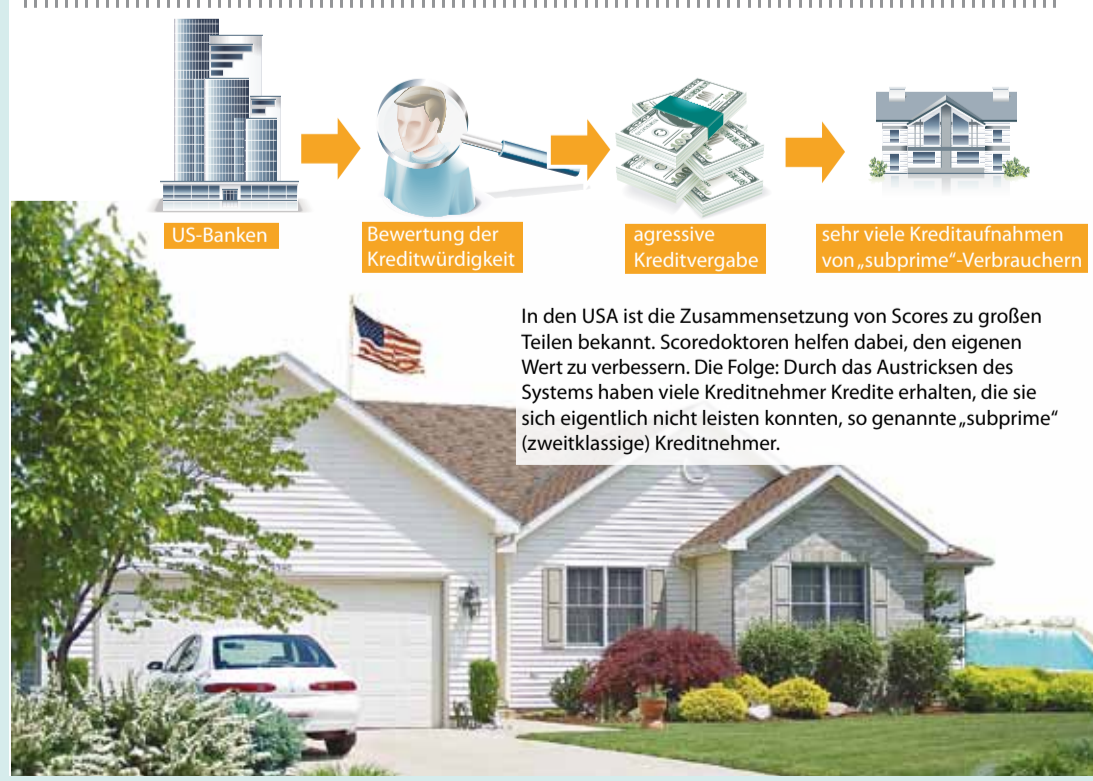 US-Banken
Bewertung der
Kreditwürdigkeit
agressive
Kreditvergabe
sehr viele Kreditaufnahmen
von „subprime“-Verbrauchern
In den USA ist die Zusammensetzung von Scores zu großen
Teilen bekannt. Scoredoktoren helfen dabei, den eigenen
Wert zu verbessern. Die Folge: Durch das Austricksen des
Systems haben viele Kreditnehmer Kredite erhalten, die sie
sich eigentlich nicht leisten konnten, so genannte „subprime“
(zweitklassige) Kreditnehmer.